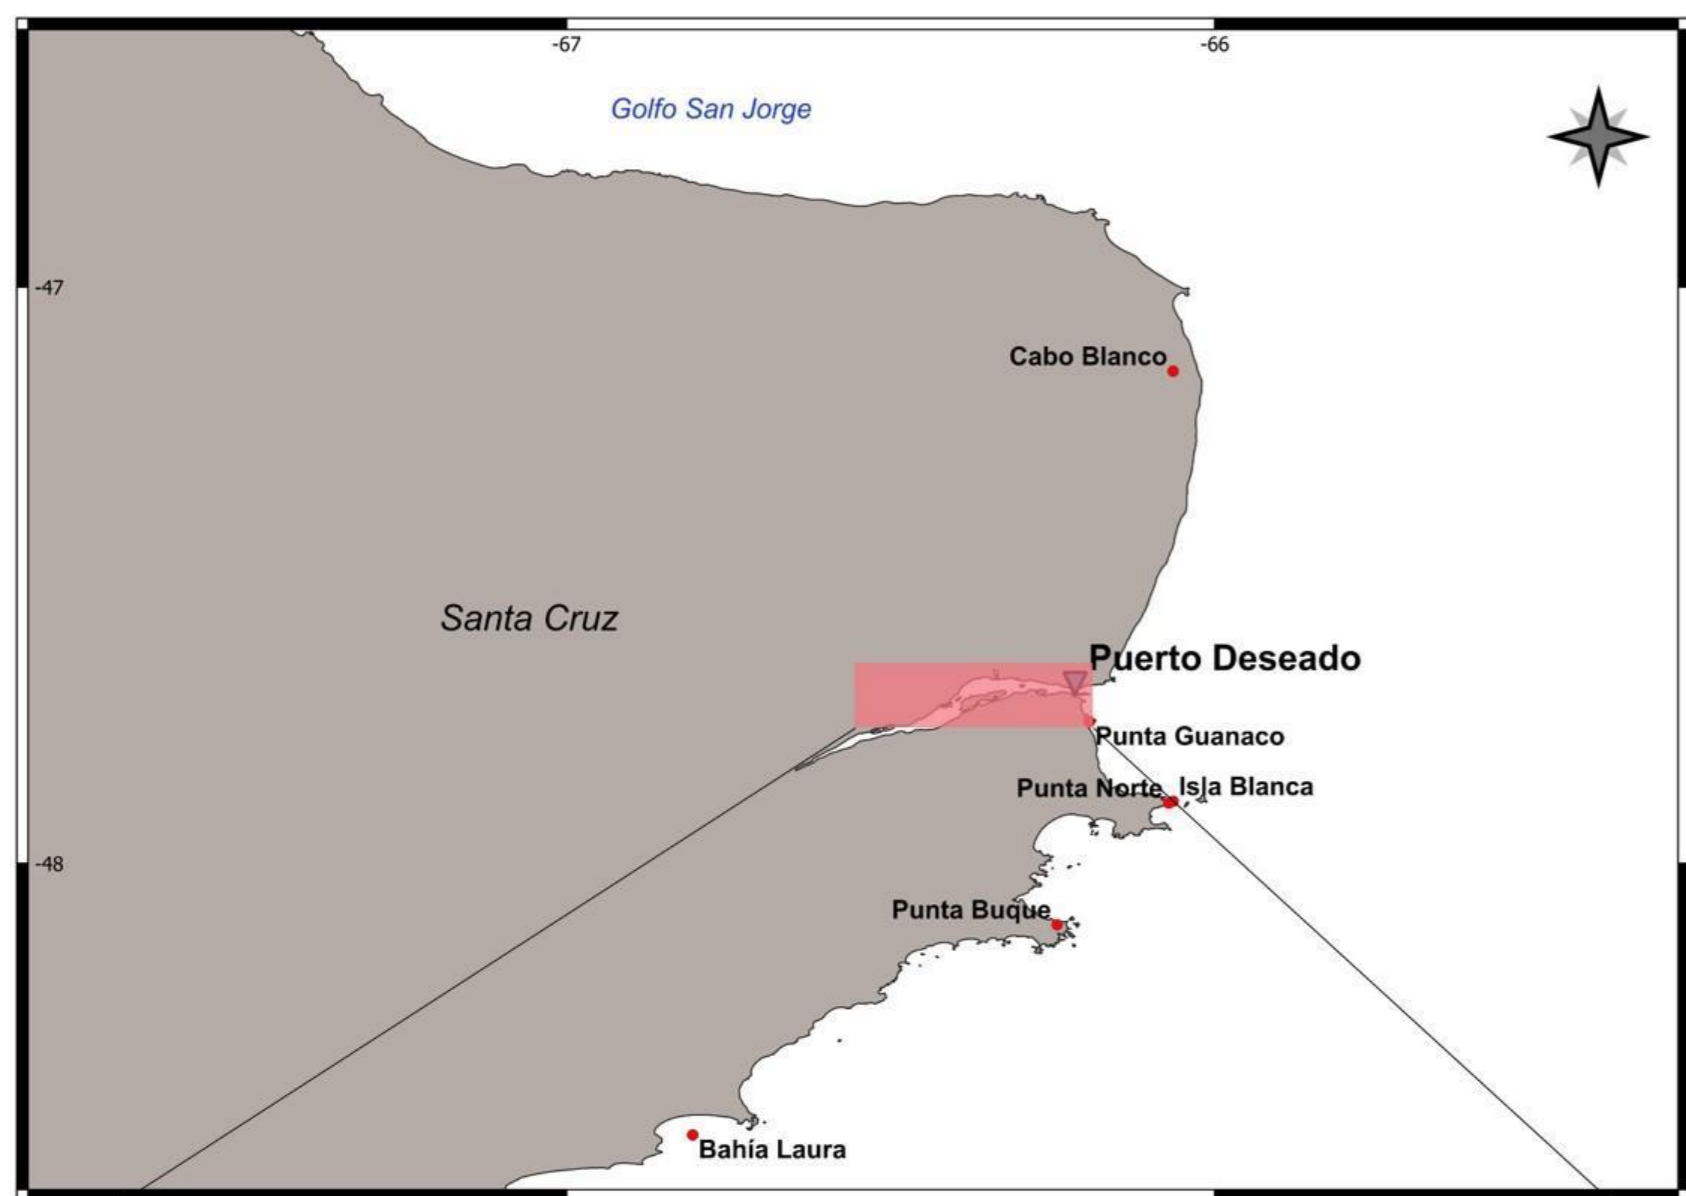 -67
-66
Golfo San Jorge
-47
Cabo Blanco
Santa Cruz
Puerto Deseado
Punta Guanaco
Punta Norte
Isla Blanca
-48
Punta Buque
Bahía Laura